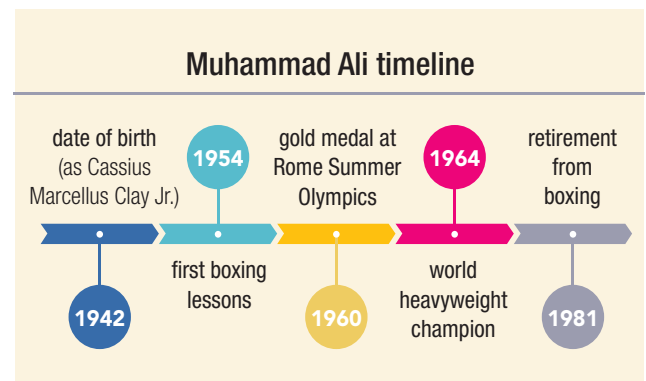 Muhammad Ali timeline
date of birth
(as Cassius
Marcellus Clay Jr.)
1942
1954
first boxing
lessons
gold medal at
Rome Summer
Olympics
1960
1964
world
heavyweight
champion
retirement
from
boxing
1981